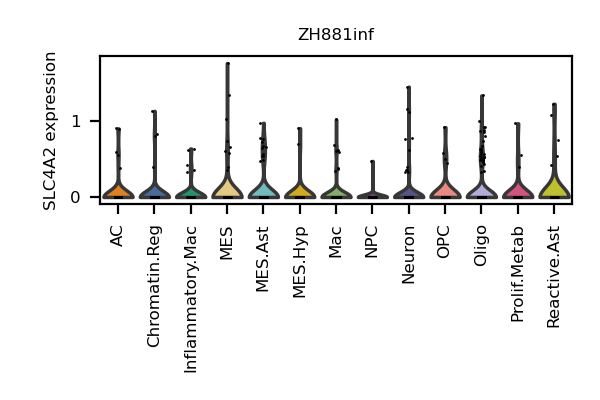 ZH881inf
SLC4A2 expression
1
0
AC
Chromatin.Reg
Inflammatory.Mac
MES
MES.Ast
MES.Hyp
Mac
NPC
Neuron
OPC
Oligo
Prolif.Metab
Reactive.Ast